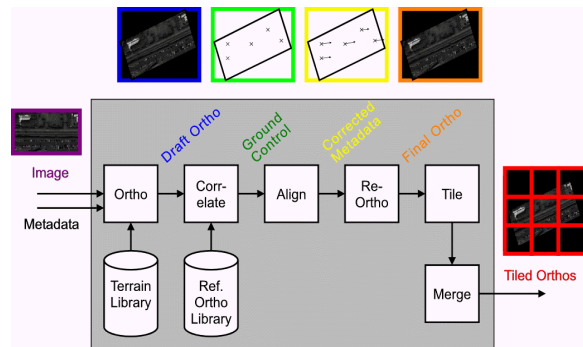 Image
Metadata
Draft Ortho
Ground
Control
Corrected
Metadata
Final Ortho
Ortho
Corr-
elate
Align
Re-
Ortho
Tile
Terrain
Library
Ref.
Ortho
Library
Merge
Tiled Orthos